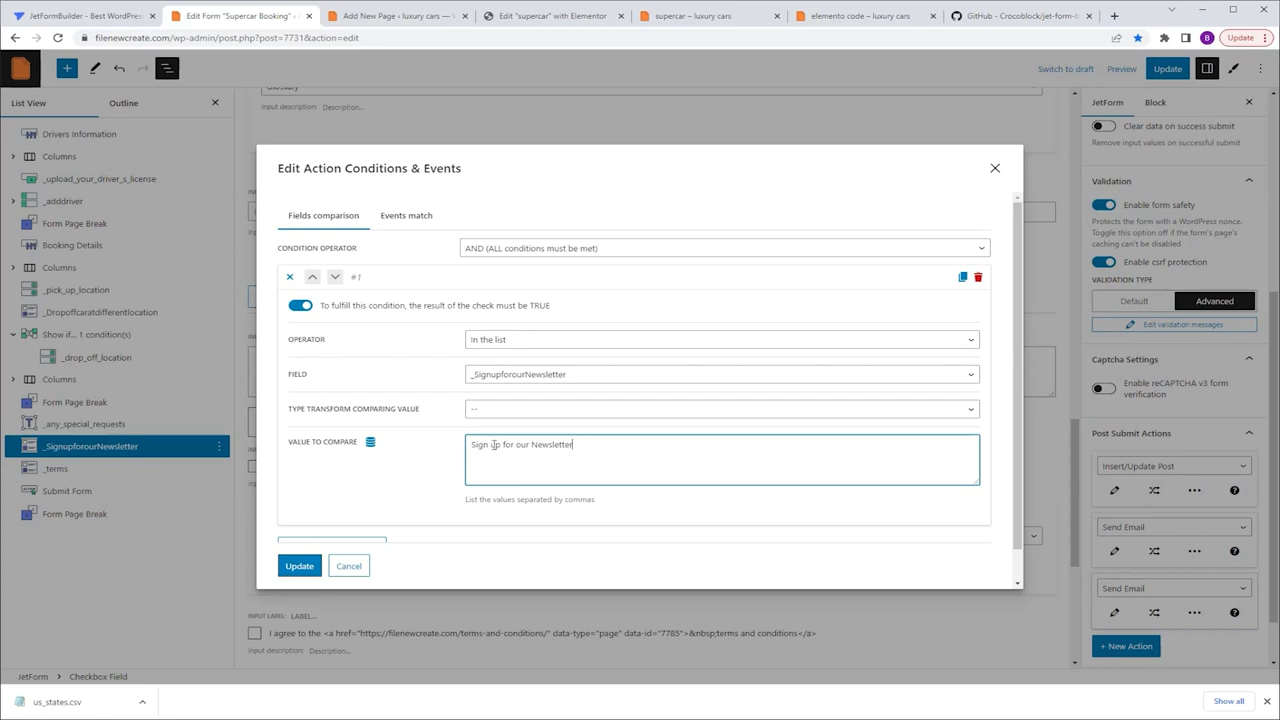 JetFormBuilder - Best WordPress
Edit Form "Supercar Booking"
Add New Page ‹ luxury cars —
Edit "supercar" with Elementor
supercar – luxury cars
elemento code – luxury cars
GitHub - Crocoblock/jet-form-b
filenewcreate.com/wp-admin/post.php?post=7731&action=edit
B
Update
Switch to draft
Preview
Update
List View
Outline
Drivers Information
Columns
_upload_your_driver_s_license
_adddriver
Form Page Break
Booking Details
Columns
_pick_up_location
_Dropoffcaratdifferentlocation
Show if... 1 condition(s)
_drop_off_location
Columns
Form Page Break
_any_special_requests
_SignupforourNewsletter
_terms
Submit Form
Form Page Break
Glossary
Input description:
Description...
Edit Action Conditions & Events
Fields comparison
Events match
CONDITION OPERATOR
AND (ALL conditions must be met)
#1
To fulfill this condition, the result of the check must be TRUE
OPERATOR
In the list
FIELD
_SignupforourNewsletter
TYPE TRANSFORM COMPARING VALUE
--
VALUE TO COMPARE
Sign up for our Newsletter
List the values separated by commas
Update
Cancel
INPUT LABEL:
LABEL...
I agree to the <a href="https://filenewcreate.com/terms-and-conditions/" data-type="page" data-id="7785">&nbsp;terms and conditions</a>
Input description:
Description...
JetForm
Block
Clear data on success submit
Remove input values on successful submit
Validation
Enable form safety
Protects the form with a WordPress nonce.
Toggle this option off if the form's page's
caching can't be disabled
Enable csrf protection
VALIDATION TYPE
Default
Advanced
Edit validation messages
Captcha Settings
Enable reCAPTCHA v3 form
verification
Post Submit Actions
Insert/Update Post
Send Email
Send Email
+ New Action
JetForm
Checkbox Field
us_states.csv
Show all